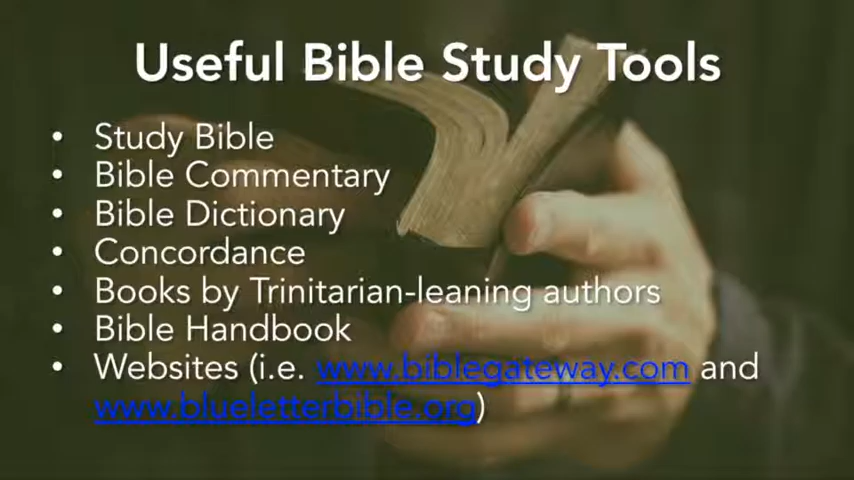 Useful Bible Study Tools
• Study Bible
• Bible Commentary
• Bible Dictionary
• Concordance
• Books by Trinitarian-leaning authors
• Bible Handbook
• Websites (i.e. www.biblegateway.com and
www.blueletterbible.org)